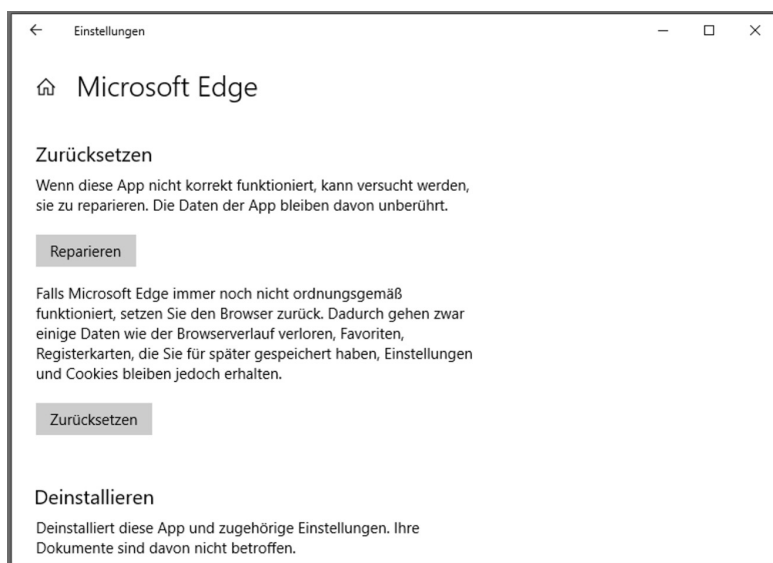 Einstellungen
Microsoft Edge
Zurücksetzen
Wenn diese App nicht korrekt funktioniert, kann versucht werden,
sie zu reparieren. Die Daten der App bleiben davon unberührt.
Reparieren
Falls Microsoft Edge immer noch nicht ordnungsgemäß
funktioniert, setzen Sie den Browser zurück. Dadurch gehen zwar
einige Daten wie der Browserverlauf verloren, Favoriten,
Registerkarten, die Sie für später gespeichert haben, Einstellungen
und Cookies bleiben jedoch erhalten.
Zurücksetzen
Deinstallieren
Deinstalliert diese App und zugehörige Einstellungen. Ihre
Dokumente sind davon nicht betroffen.